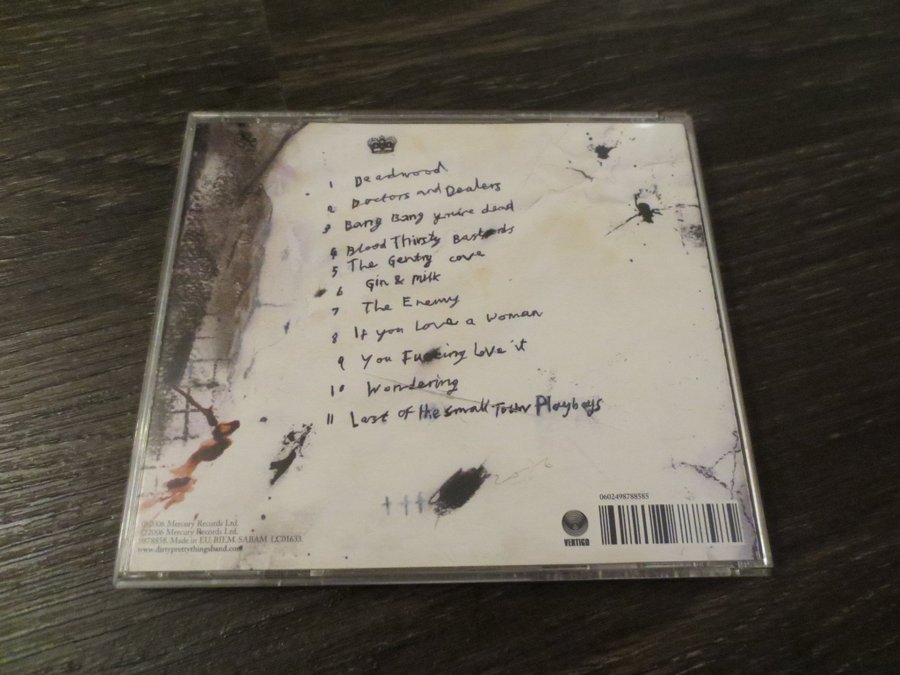 1 Deadwood
2 Doctors and Dealers
3 Bang Bang you're dead
4 Blood Thirsty Bastards
5 The Gentry cove
6 Gin & Milk
7 The Enemy
8 If you Love a Woman
9 You Fucking Love it
10 Wondering
11 Last of the small Town Playboys
0602498788585
VERTIGO
℗2006 Mercury Records Ltd.
©2006 Mercury Records Ltd.
9878858. Made in EU. BIEM. SABAM. LC01633.
www.dirtyprettythingsband.com